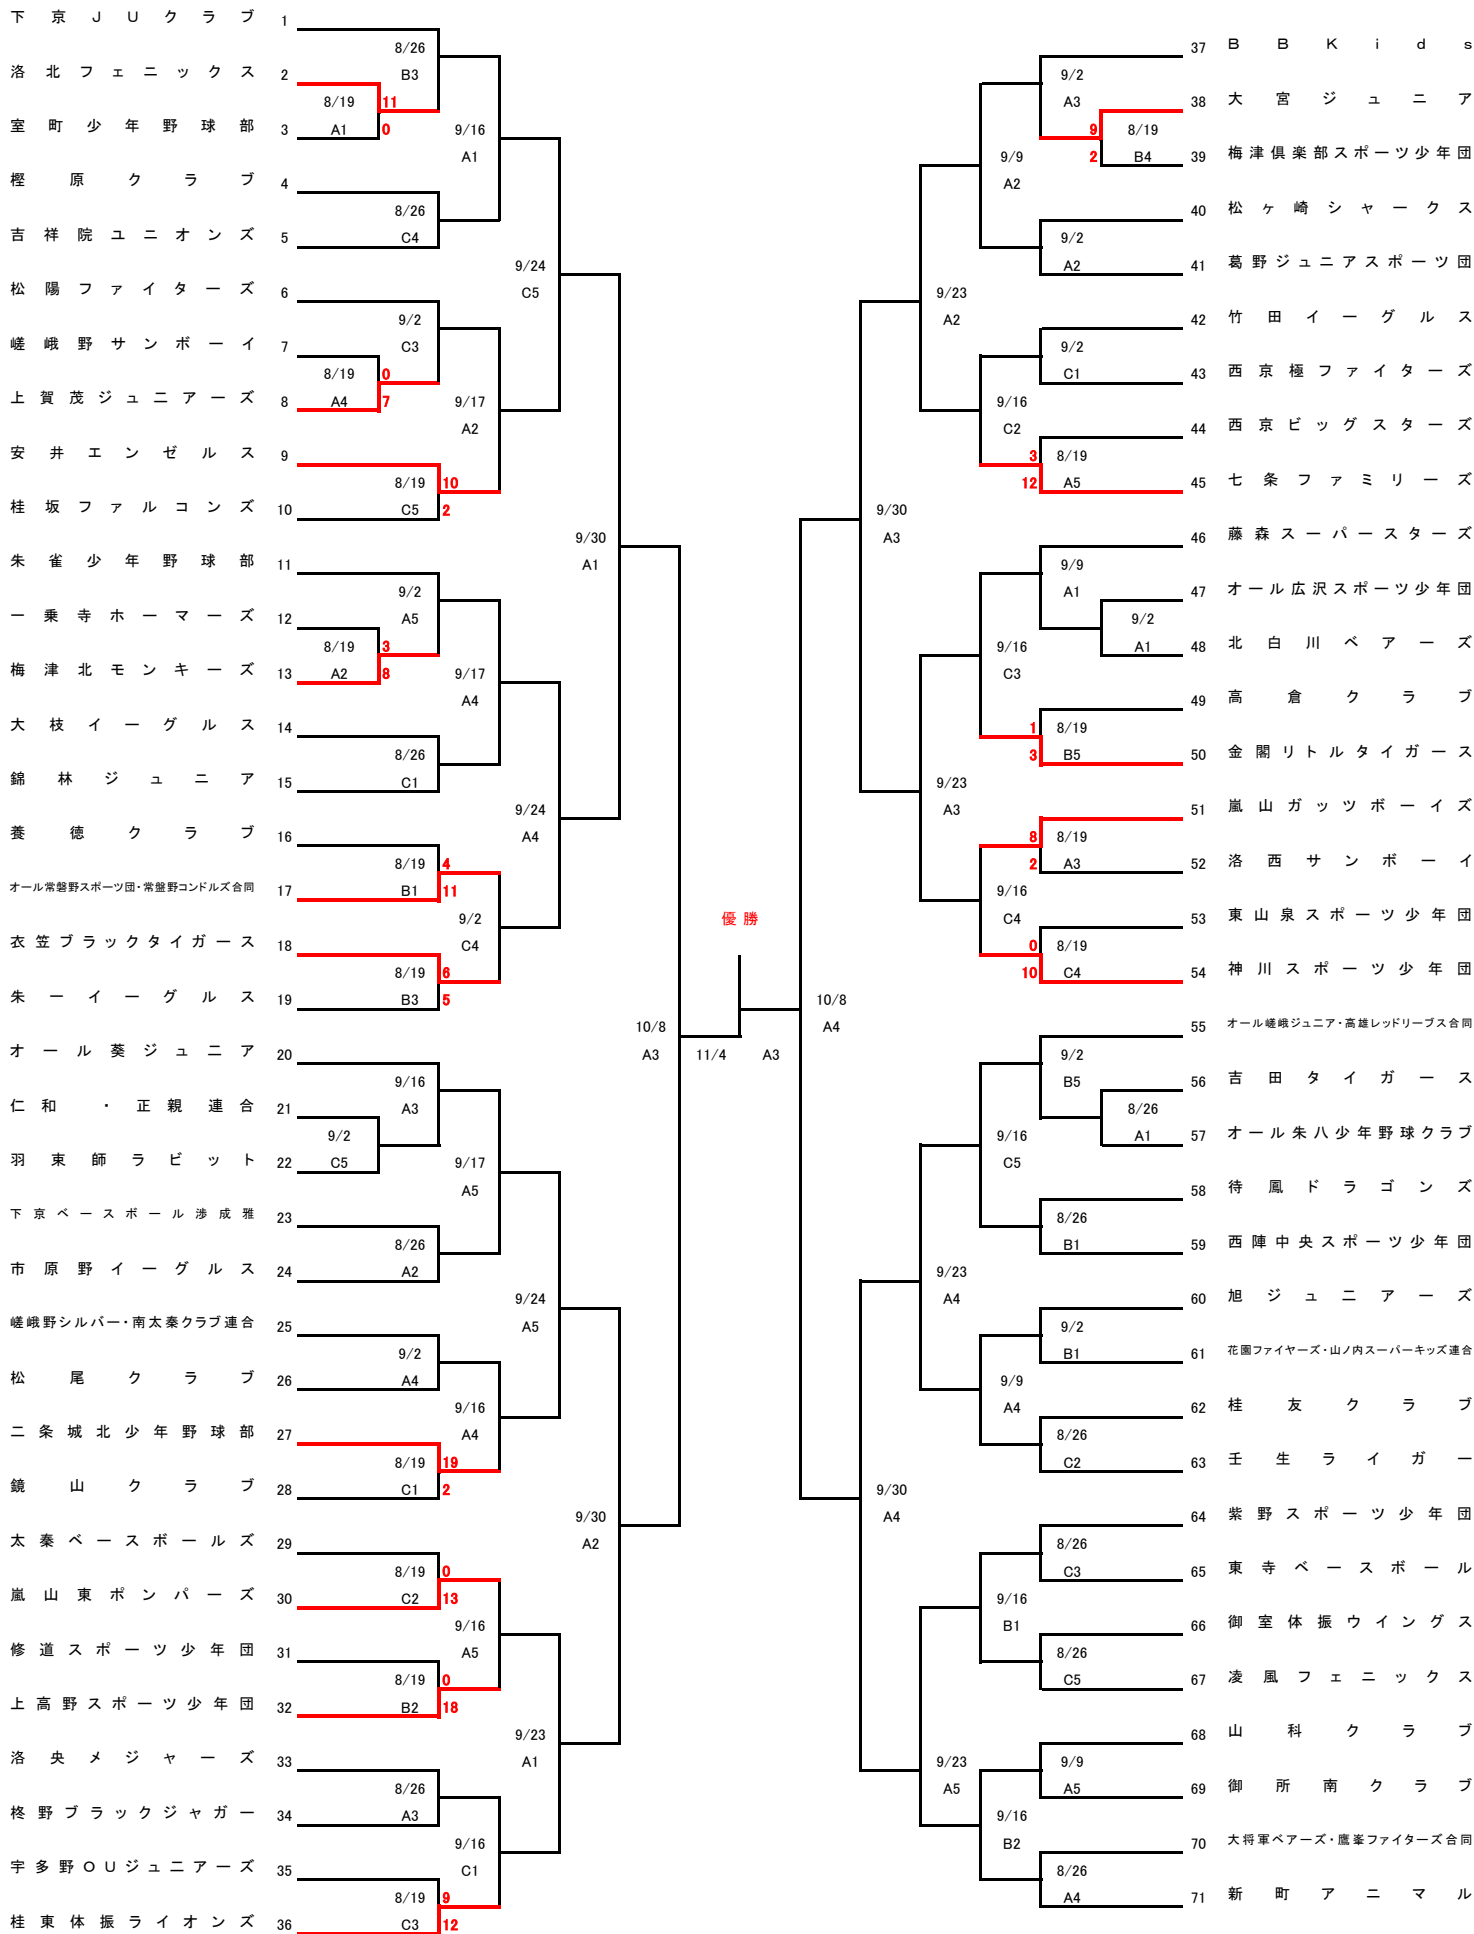 下京JUクラブ 1
8/26
B3
洛北フェニックス 2
8/19 11
A1 0
室町少年野球部 3
9/16
A1
樫原クラブ 4
8/26
C4
吉祥院ユニオンズ 5
9/24
C5
松陽ファイターズ 6
9/2
C3
嵯峨野サンボーイ 7
8/19 0
A4 7
上賀茂ジュニアーズ 8
9/17
A2
安井エンゼルス 9
8/19 10
C5 2
桂坂ファルコンズ 10
9/30
A1
朱雀少年野球部 11
9/2
A5
一乗寺ホーマーズ 12
8/19 3
A2 8
梅津北モンキーズ 13
9/17
A4
大枝イーグルス 14
8/26
C1
錦林ジュニア 15
9/24
A4
養徳クラブ 16
8/19 4
B1 11
オール常磐野スポーツ団・常盤野コンドルズ合同 17
9/2
C4
衣笠ブラックタイガース 18
8/19 6
B3 5
朱一イーグルス 19
10/8
A3
オール葵ジュニア 20
9/16
A3
仁和・正親連合 21
9/2
C5
羽束師ラビット 22
9/17
A5
下京ベースボール渉成雅 23
8/26
A2
市原野イーグルス 24
9/24
A5
嵯峨野シルバー・南太秦クラブ連合 25
9/2
A4
松尾クラブ 26
9/16
A4
二条城北少年野球部 27
8/19 19
C1 2
鏡山クラブ 28
9/30
A2
太秦ベースボールズ 29
8/19 0
C2 13
嵐山東ポンパーズ 30
9/16
A5
修道スポーツ少年団 31
8/19 0
B2 18
上高野スポーツ少年団 32
9/23
A1
洛央メジャーズ 33
8/26
A3
柊野ブラックジャガー 34
9/16
C1
宇多野OUジュニアーズ 35
8/19 9
C3 12
桂東体振ライオンズ 36
優勝
11/4 A3
37 BBKids
9/2
A3
38 大宮ジュニア
9 8/19
2 B4
39 梅津倶楽部スポーツ少年団
9/9
A2
40 松ヶ崎シャークス
9/2
A2
41 葛野ジュニアスポーツ団
9/23
A2
42 竹田イーグルス
9/2
C1
43 西京極ファイターズ
9/16
C2
44 西京ビッグスターズ
3 8/19
12 A5
45 七条ファミリーズ
9/30
A3
46 藤森スーパースターズ
9/9
A1
47 オール広沢スポーツ少年団
9/2
A1
48 北白川ベアーズ
9/16
C3
49 高倉クラブ
1 8/19
3 B5
50 金閣リトルタイガース
9/23
A3
51 嵐山ガッツボーイズ
8 8/19
2 A3
52 洛西サンボーイ
9/16
C4
53 東山泉スポーツ少年団
0 8/19
10 C4
54 神川スポーツ少年団
10/8
A4
55 オール嵯峨ジュニア・高雄レッドリーブス合同
9/2
B5
56 吉田タイガース
8/26
A1
57 オール朱八少年野球クラブ
9/16
C5
58 待鳳ドラゴンズ
8/26
B1
59 西陣中央スポーツ少年団
9/23
A4
60 旭ジュニアーズ
9/2
B1
61 花園ファイヤーズ・山ノ内スーパーキッズ連合
9/9
A4
62 桂友クラブ
8/26
C2
63 壬生ライガー
9/30
A4
64 紫野スポーツ少年団
8/26
C3
65 東寺ベースボール
9/16
B1
66 御室体振ウイングス
8/26
C5
67 凌風フェニックス
9/23
A5
68 山科クラブ
9/9
A5
69 御所南クラブ
9/16
B2
70 大将軍ベアーズ・鷹峯ファイターズ合同
8/26
A4
71 新町アニマル